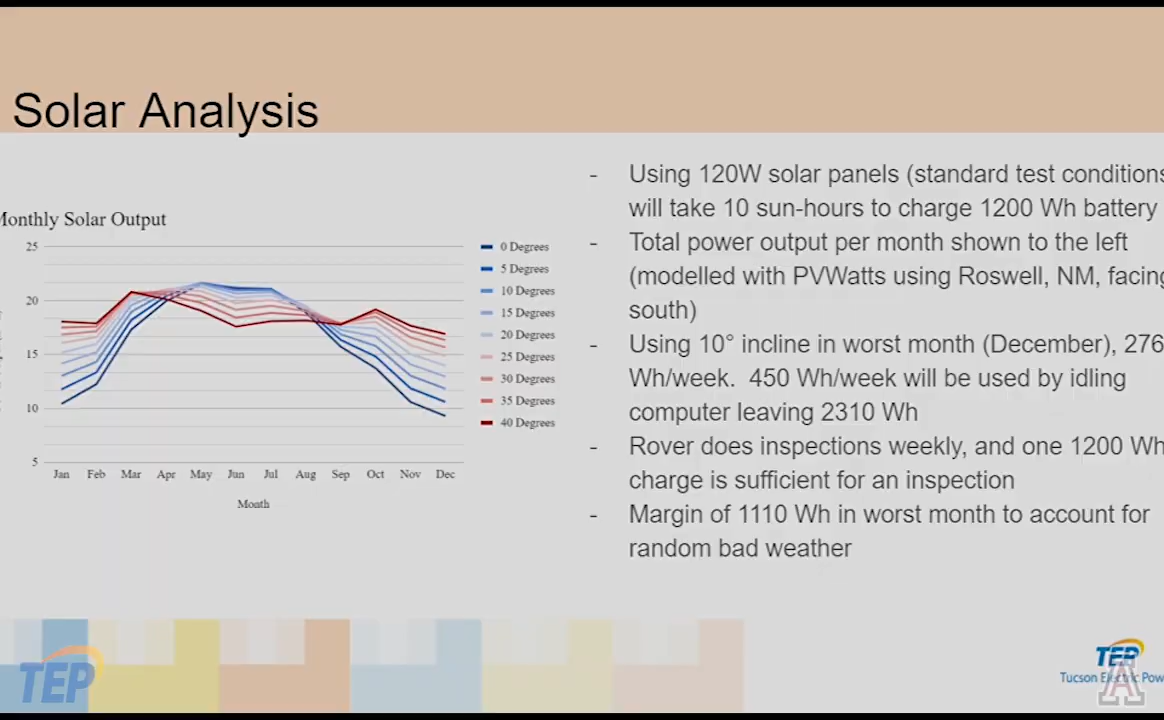 Solar Analysis
Monthly Solar Output
25
20
15
10
5
Jan Feb Mar Apr May Jun Jul Aug Sep Oct Nov Dec
Month
0 Degrees
5 Degrees
10 Degrees
15 Degrees
20 Degrees
25 Degrees
30 Degrees
35 Degrees
40 Degrees
- Using 120W solar panels (standard test conditions
will take 10 sun-hours to charge 1200 Wh battery
- Total power output per month shown to the left
(modelled with PVWatts using Roswell, NM, facing
south)
- Using 10° incline in worst month (December), 276
Wh/week. 450 Wh/week will be used by idling
computer leaving 2310 Wh
- Rover does inspections weekly, and one 1200 Wh
charge is sufficient for an inspection
- Margin of 1110 Wh in worst month to account for
random bad weather
TEP
TEP
Tucson Electric Pow
A